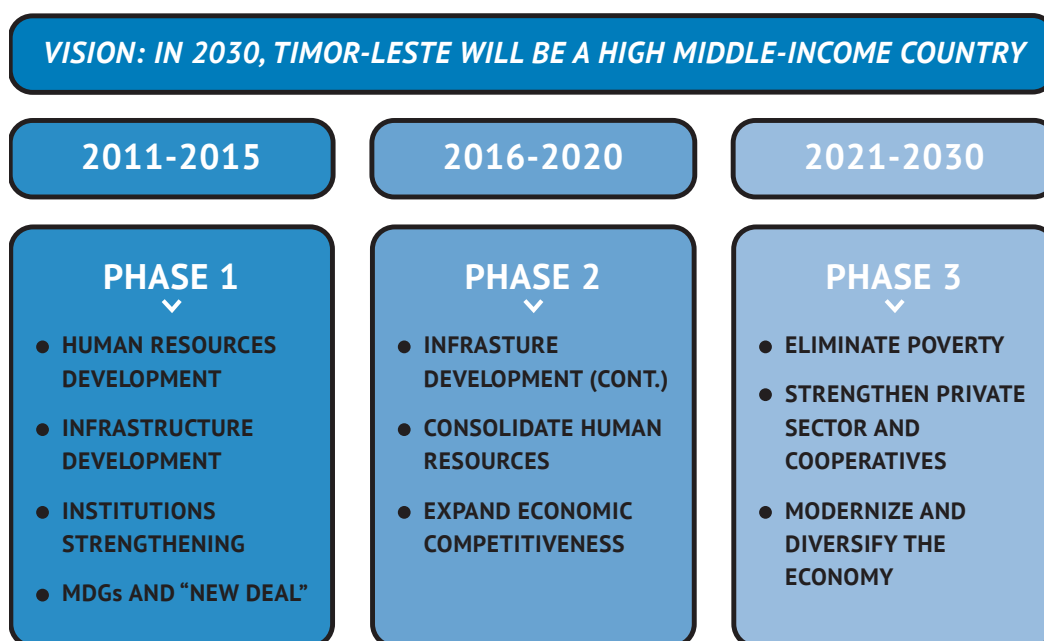 VISION: IN 2030, TIMOR-LESTE WILL BE A HIGH MIDDLE-INCOME COUNTRY
2011-2015
2016-2020
2021-2030
PHASE 1
• HUMAN RESOURCES
DEVELOPMENT
• INFRASTRUCTURE
DEVELOPMENT
• INSTITUTIONS
STRENGTHENING
• MDGs AND “NEW DEAL”
PHASE 2
• INFRASTURE
DEVELOPMENT (CONT.)
• CONSOLIDATE HUMAN
RESOURCES
• EXPAND ECONOMIC
COMPETITIVENESS
PHASE 3
• ELIMINATE POVERTY
• STRENGTHEN PRIVATE
SECTOR AND
COOPERATIVES
• MODERNIZE AND
DIVERSIFY THE
ECONOMY